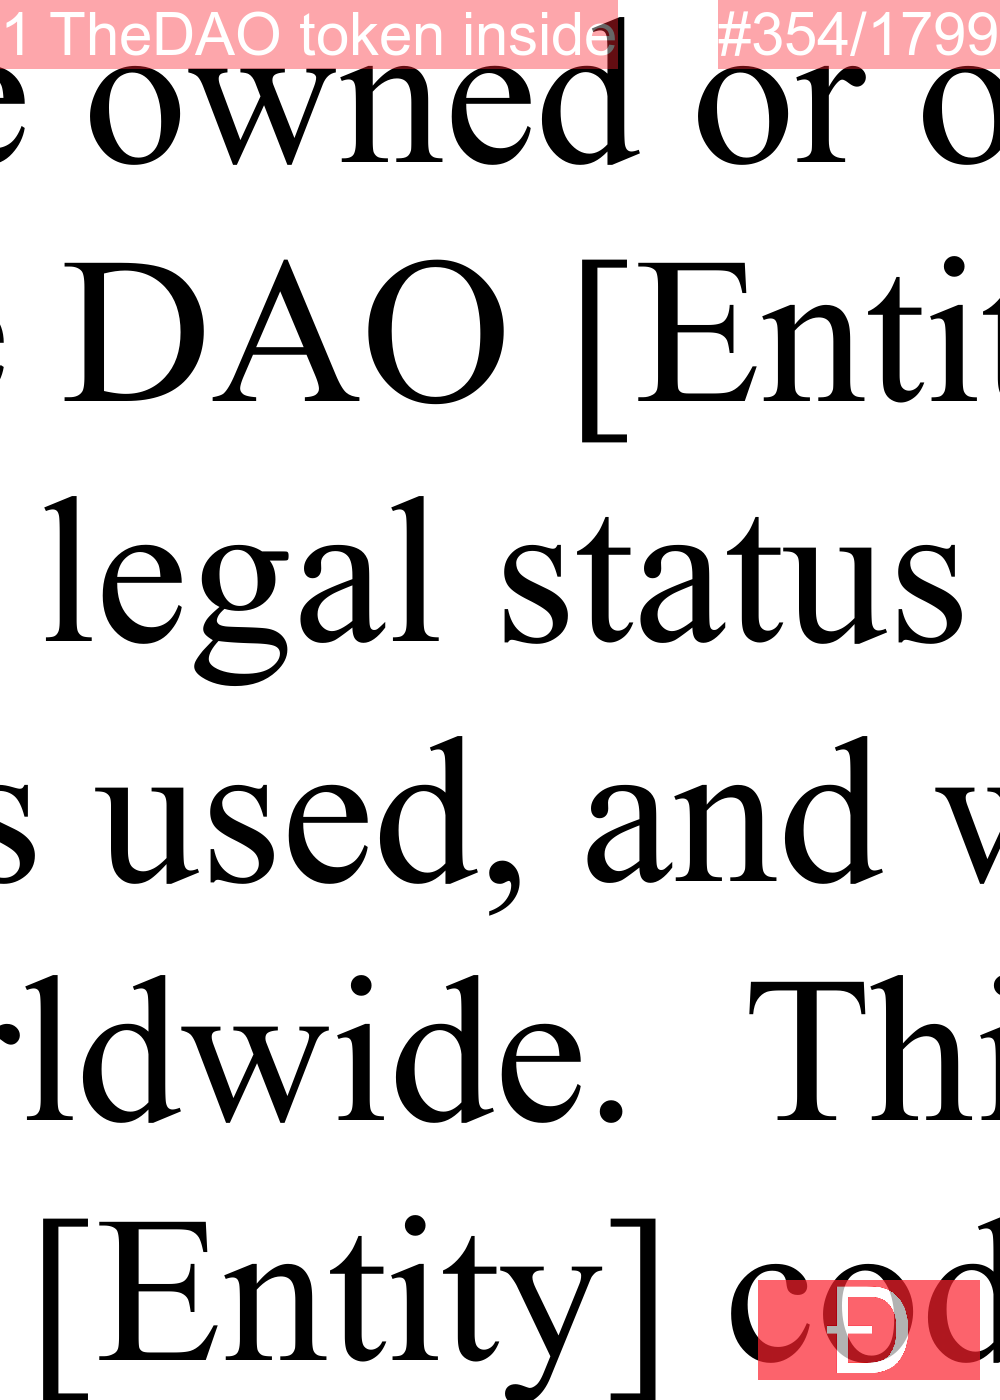 1 TheDAO token inside #354/1799
e owned or o
e DAO [Entit
legal status
s used, and v
rldwide.  Thi
[Entity] cod
Đ